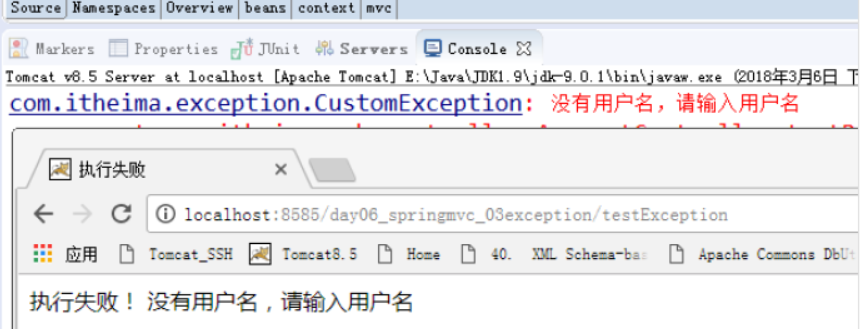 Source Namespaces Overview beans context mvc
Markers Properties JUnit Servers Console
Tomcat v8.5 Server at localhost [Apache Tomcat] E:\Java\JDK1.9\jdk-9.0.1\bin\javaw.exe (2018年3月6日 下
com.itheima.exception.CustomException: 没有用户名，请输入用户名
执行失败
localhost:8585/day06_springmvc_03exception/testException
应用 Tomcat_SSH Tomcat8.5 Home 40. XML Schema-ba Apache Commons DbUt
执行失败！ 没有用户名，请输入用户名